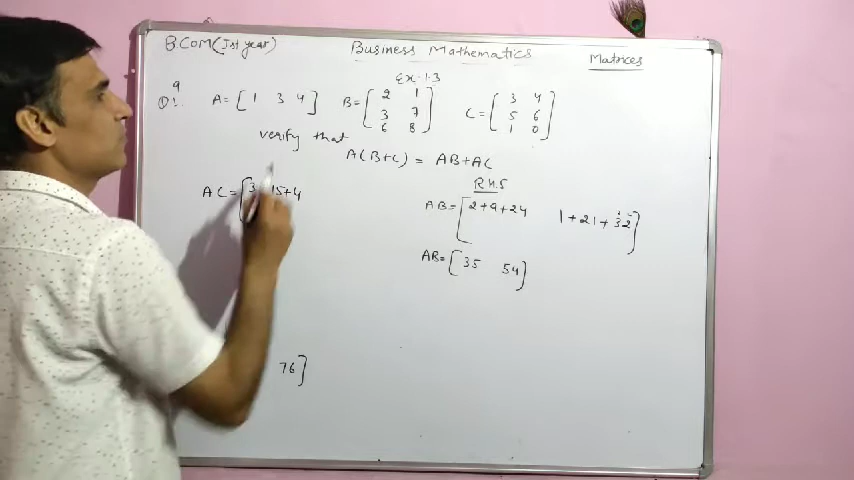 B.COM(Ist year) Business Mathematics Matrices
Ex-1.3
Q9!. A= [ 1 3 4 ] B= [ 2 1 C= [ 3 4
3 7 5 6
6 8 ] 1 0 ]
verify that
A(B+C) = AB+AC
R.H.S
AC= [ 3 15+4
AB= [ 2+9+24 1+21+32 ]
AB= [ 35 54 ]
76 ]